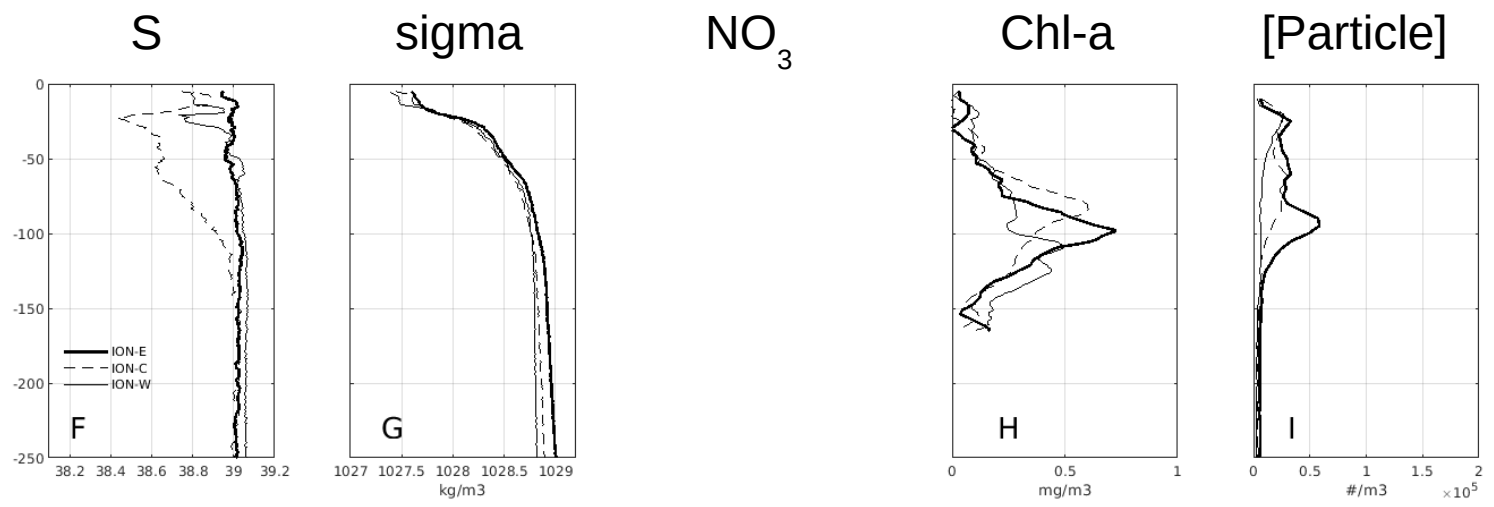 S sigma NO3 Chl-a [Particle]
0
-50
-100
-150
ION-E
ION-C
-200 ION-W
F G H I
-250
38.2 38.4 38.6 38.8 39 39.2 1027 1027.5 1028 1028.5 1029 0 0.5 1 0 0.5 1 1.5 2
kg/m3 mg/m3 #/m3 ×10^5